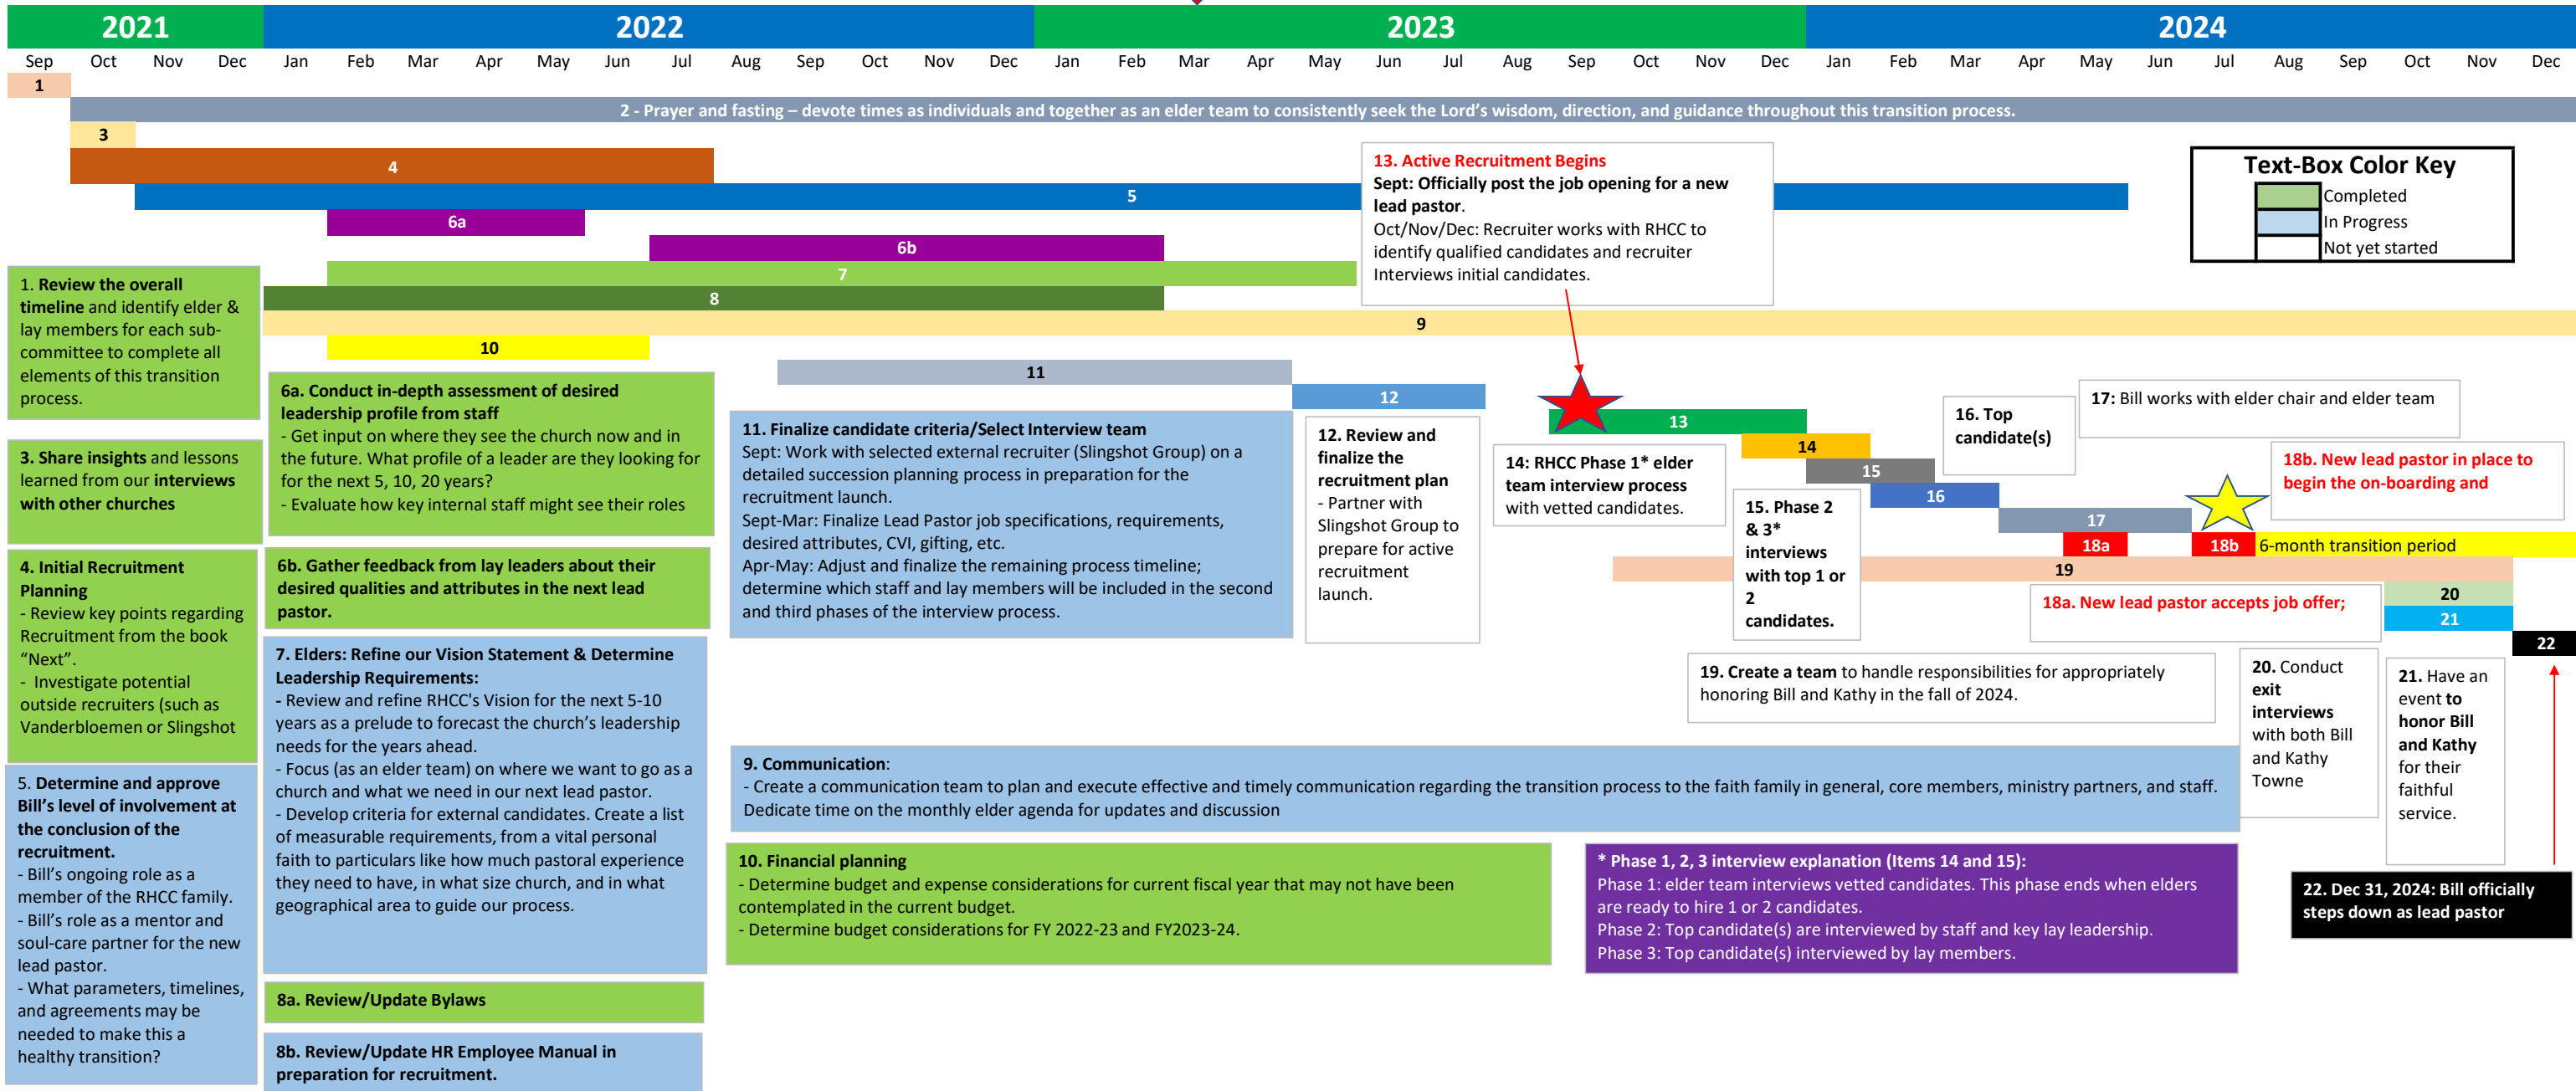 2021 2022 2023 2024
Sep Oct Nov Dec Jan Feb Mar Apr May Jun Jul Aug Sep Oct Nov Dec Jan Feb Mar Apr May Jun Jul Aug Sep Oct Nov Dec Jan Feb Mar Apr May Jun Jul Aug Sep Oct Nov Dec
1
2 - Prayer and fasting – devote times as individuals and together as an elder team to consistently seek the Lord's wisdom, direction, and guidance throughout this transition process.
3
4
5
6a
6b
7
8
9
10
11
12
13
14
15
16
17
18a
18b
6-month transition period
19
20
21
22
13. Active Recruitment Begins
Sept: Officially post the job opening for a new
lead pastor.
Oct/Nov/Dec: Recruiter works with RHCC to
identify qualified candidates and recruiter
Interviews initial candidates.
Text-Box Color Key
Completed
In Progress
Not yet started
1. Review the overall
timeline and identify elder &
lay members for each sub-
committee to complete all
elements of this transition
process.
3. Share insights and lessons
learned from our interviews
with other churches
4. Initial Recruitment
Planning
- Review key points regarding
Recruitment from the book
“Next”.
- Investigate potential
outside recruiters (such as
Vanderbloemen or Slingshot
5. Determine and approve
Bill’s level of involvement at
the conclusion of the
recruitment.
- Bill’s ongoing role as a
member of the RHCC family.
- Bill’s role as a mentor and
soul-care partner for the new
lead pastor.
- What parameters, timelines,
and agreements may be
needed to make this a
healthy transition?
6a. Conduct in-depth assessment of desired
leadership profile from staff
- Get input on where they see the church now and in
the future. What profile of a leader are they looking for
for the next 5, 10, 20 years?
- Evaluate how key internal staff might see their roles
6b. Gather feedback from lay leaders about their
desired qualities and attributes in the next lead
pastor.
7. Elders: Refine our Vision Statement & Determine
Leadership Requirements:
- Review and refine RHCC's Vision for the next 5-10
years as a prelude to forecast the church’s leadership
needs for the years ahead.
- Focus (as an elder team) on where we want to go as a
church and what we need in our next lead pastor.
- Develop criteria for external candidates. Create a list
of measurable requirements, from a vital personal
faith to particulars like how much pastoral experience
they need to have, in what size church, and in what
geographical area to guide our process.
8a. Review/Update Bylaws
8b. Review/Update HR Employee Manual in
preparation for recruitment.
11. Finalize candidate criteria/Select Interview team
Sept: Work with selected external recruiter (Slingshot Group) on a
detailed succession planning process in preparation for the
recruitment launch.
Sept-Mar: Finalize Lead Pastor job specifications, requirements,
desired attributes, CVI, gifting, etc.
Apr-May: Adjust and finalize the remaining process timeline;
determine which staff and lay members will be included in the second
and third phases of the interview process.
12. Review and
finalize the
recruitment plan
- Partner with
Slingshot Group to
prepare for active
recruitment
launch.
14: RHCC Phase 1* elder
team interview process
with vetted candidates.
15. Phase 2
& 3*
interviews
with top 1 or
2
candidates.
16. Top
candidate(s)
17: Bill works with elder chair and elder team
18b. New lead pastor in place to
begin the on-boarding and
18a. New lead pastor accepts job offer;
19. Create a team to handle responsibilities for appropriately
honoring Bill and Kathy in the fall of 2024.
20. Conduct
exit
interviews
with both Bill
and Kathy
Towne
21. Have an
event to
honor Bill
and Kathy
for their
faithful
service.
9. Communication:
- Create a communication team to plan and execute effective and timely communication regarding the transition process to the faith family in general, core members, ministry partners, and staff.
Dedicate time on the monthly elder agenda for updates and discussion
10. Financial planning
- Determine budget and expense considerations for current fiscal year that may not have been
contemplated in the current budget.
- Determine budget considerations for FY 2022-23 and FY2023-24.
* Phase 1, 2, 3 interview explanation (Items 14 and 15):
Phase 1: elder team interviews vetted candidates. This phase ends when elders
are ready to hire 1 or 2 candidates.
Phase 2: Top candidate(s) are interviewed by staff and key lay leadership.
Phase 3: Top candidate(s) interviewed by lay members.
22. Dec 31, 2024: Bill officially
steps down as lead pastor